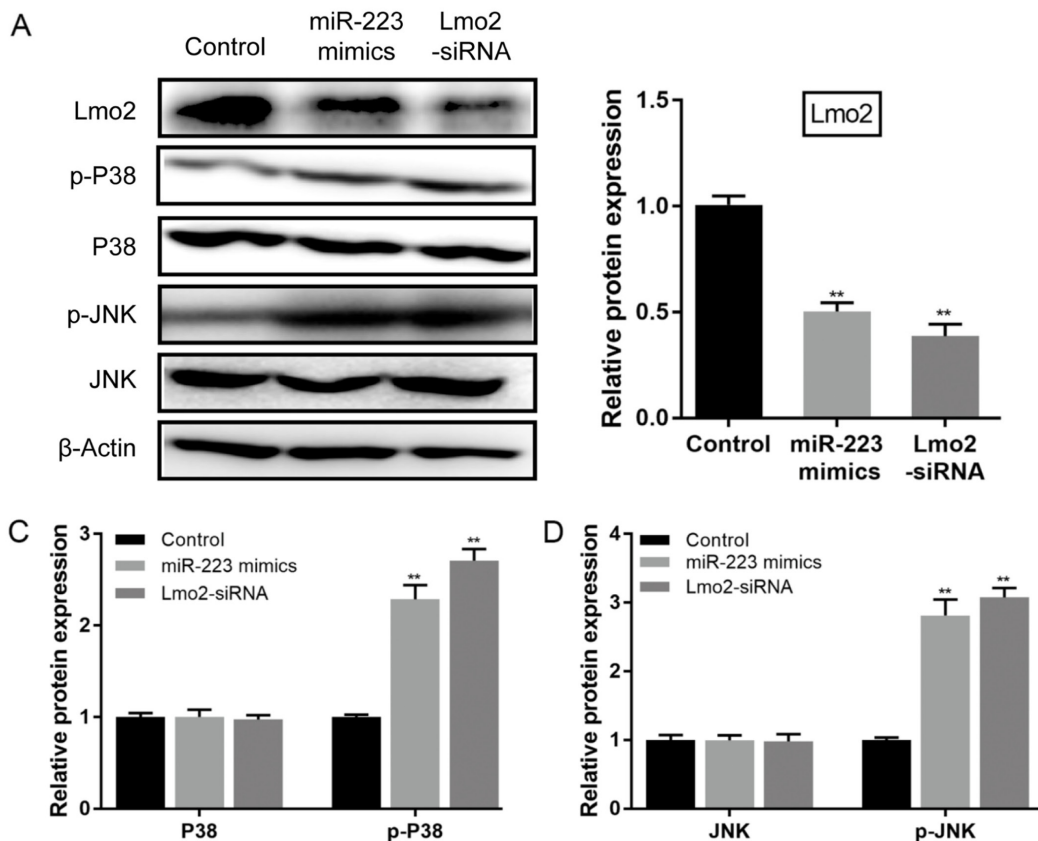 A
Control
miR-223
mimics
Lmo2
-siRNA
Lmo2
p-P38
P38
p-JNK
JNK
β-Actin
Lmo2
Relative protein expression
1.5
1.0
0.5
0.0
**
**
Control
miR-223
mimics
Lmo2
-siRNA
C
Relative protein expression
3
2
1
0
Control
miR-223 mimics
Lmo2-siRNA
**
**
P38
p-P38
D
Relative protein expression
4
3
2
1
0
Control
miR-223 mimics
Lmo2-siRNA
**
**
JNK
p-JNK